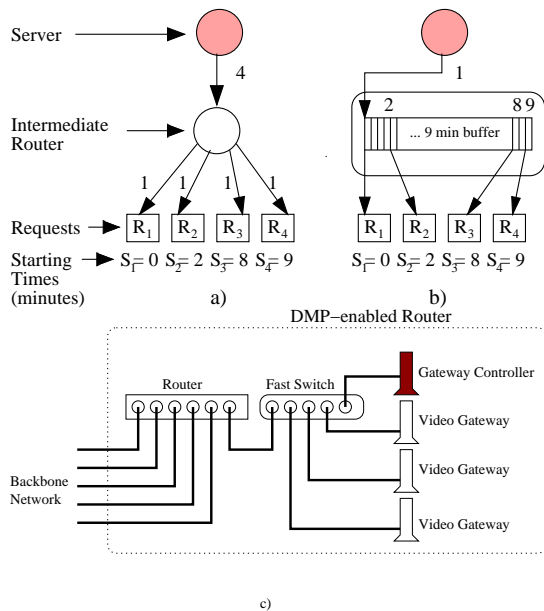 Server
4
1
Intermediate
Router
2
8 9
... 9 min buffer
1 1 1 1
Requests
R1 R2 R3 R4
R1 R2 R3 R4
Starting
Times
(minutes)
S1= 0 S2= 2 S3= 8 S4= 9
S1= 0 S2= 2 S3= 8 S4= 9
a)
b)
DMP-enabled Router
Router
Fast Switch
Gateway Controller
Video Gateway
Backbone
Network
Video Gateway
Video Gateway
c)